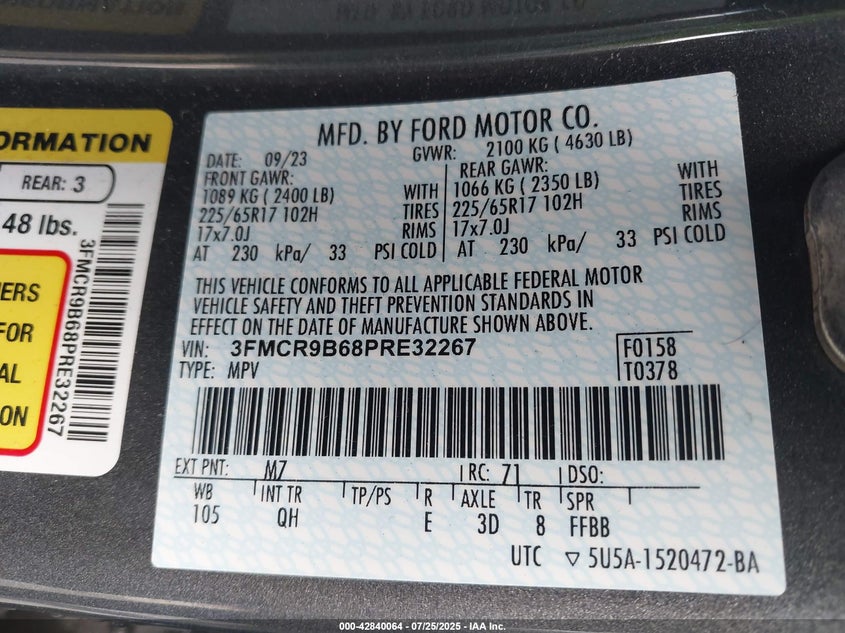 MFD. BY FORD MOTOR CO.
DATE: 09/23 GVWR: 2100 KG ( 4630 LB)
FRONT GAWR: REAR GAWR:
1089 KG ( 2400 LB) WITH 1066 KG ( 2350 LB) WITH
225/65R17 102H TIRES 225/65R17 102H TIRES
17x7.0J RIMS 17x7.0J RIMS
AT 230 kPa/ 33 PSI COLD AT 230 kPa/ 33 PSI COLD
THIS VEHICLE CONFORMS TO ALL APPLICABLE FEDERAL MOTOR
VEHICLE SAFETY AND THEFT PREVENTION STANDARDS IN
EFFECT ON THE DATE OF MANUFACTURE SHOWN ABOVE.
VIN: 3FMCR9B68PRE32267 F0158
TYPE: MPV T0378
EXT PNT: M7 RC: 71 DSO:
WB INT TR TP/PS R AXLE TR SPR
105 QH E 3D 8 FFBB
UTC ▽ 5U5A-1520472-BA
ORMATION
REAR: 3
48 lbs.
3FMCR9B68PRE32267
ERS
FOR
AL
ON
000-42840064 / 07/25/2025 - IAA Inc.